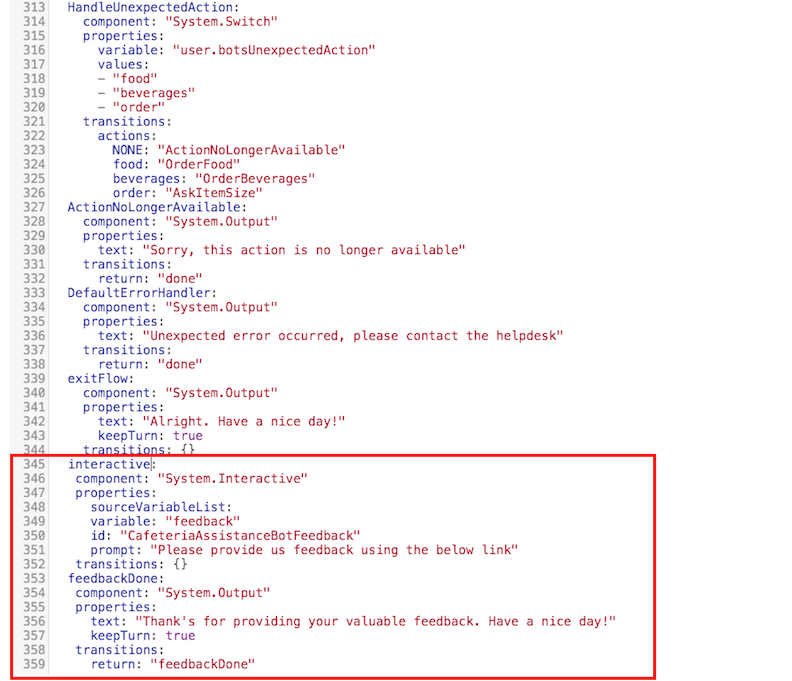 313 HandleUnexpectedAction:
314 component: "System.Switch"
315 properties:
316 variable: "user.botsUnexpectedAction"
317 values:
318 - "food"
319 - "beverages"
320 - "order"
321 transitions:
322 actions:
323 NONE: "ActionNoLongerAvailable"
324 food: "OrderFood"
325 beverages: "OrderBeverages"
326 order: "AskItemSize"
327 ActionNoLongerAvailable:
328 component: "System.Output"
329 properties:
330 text: "Sorry, this action is no longer available"
331 transitions:
332 return: "done"
333 DefaultErrorHandler:
334 component: "System.Output"
335 properties:
336 text: "Unexpected error occurred, please contact the helpdesk"
337 transitions:
338 return: "done"
339 exitFlow:
340 component: "System.Output"
341 properties:
342 text: "Alright. Have a nice day!"
343 keepTurn: true
344 transitions: {}
345 interactive:
346 component: "System.Interactive"
347 properties:
348 sourceVariableList:
349 variable: "feedback"
350 id: "CafeteriaAssistanceBotFeedback"
351 prompt: "Please provide us feedback using the below link"
352 transitions: {}
353 feedbackDone:
354 component: "System.Output"
355 properties:
356 text: "Thank's for providing your valuable feedback. Have a nice day!"
357 keepTurn: true
358 transitions:
359 return: "feedbackDone"